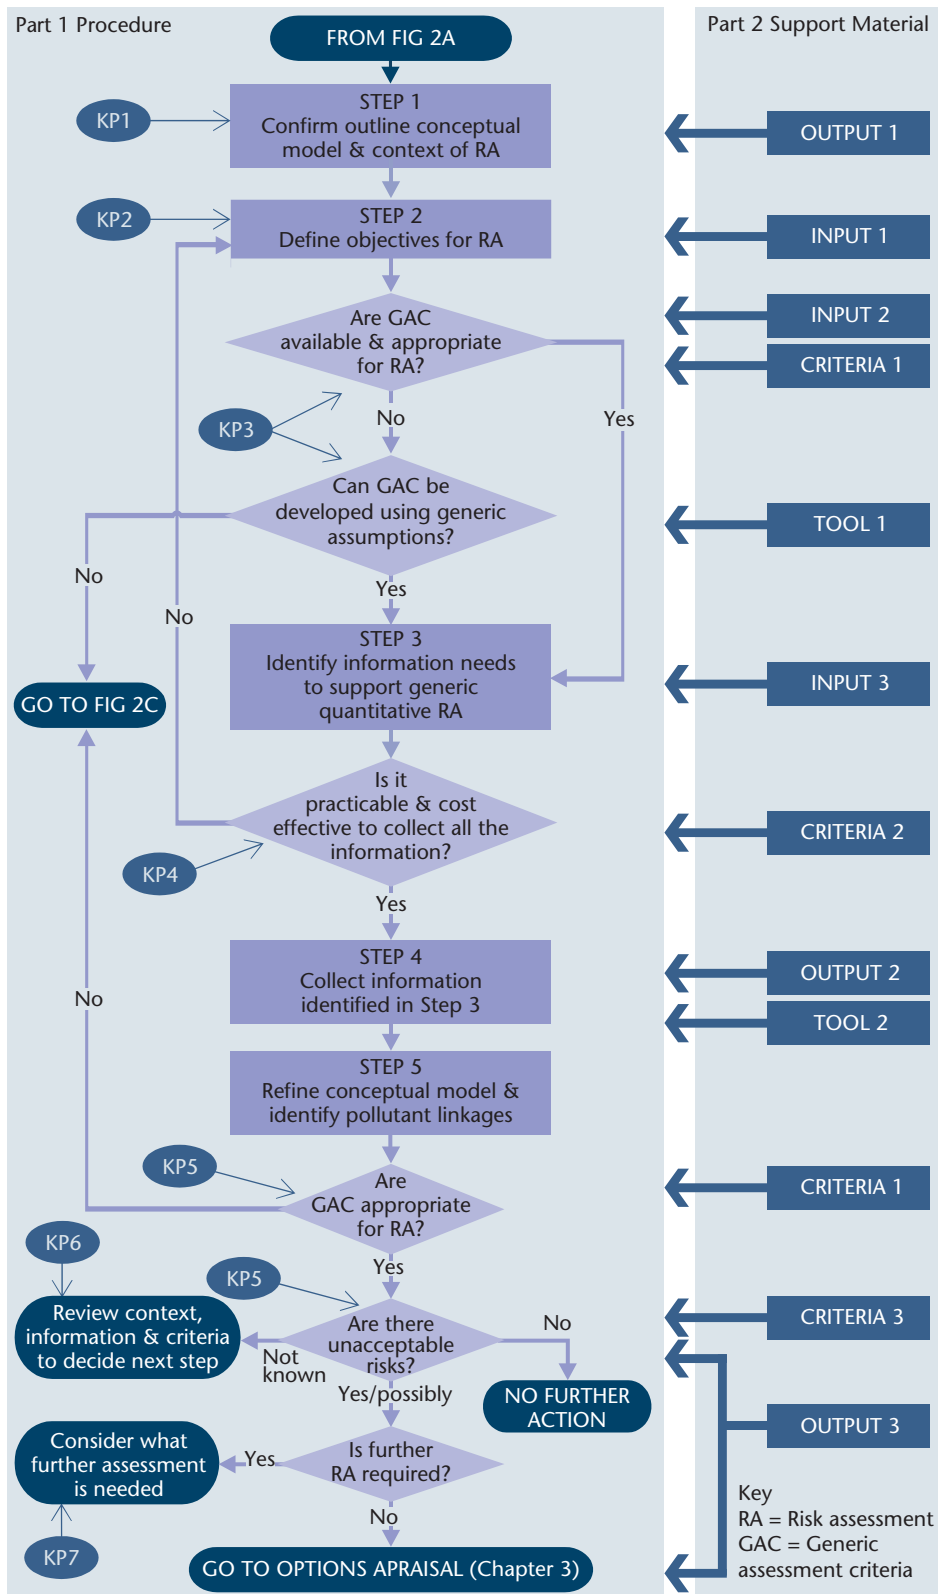 Part 1 Procedure
Part 2 Support Material
FROM FIG 2A
STEP 1
Confirm outline conceptual
model & context of RA
KP1
OUTPUT 1
STEP 2
Define objectives for RA
KP2
INPUT 1
Are GAC
available & appropriate
for RA?
INPUT 2
CRITERIA 1
KP3
No
Yes
Can GAC be
developed using generic
assumptions?
TOOL 1
No
Yes
No
STEP 3
Identify information needs
to support generic
quantitative RA
INPUT 3
GO TO FIG 2C
Is it
practicable & cost
effective to collect all the
information?
CRITERIA 2
KP4
Yes
STEP 4
Collect information
identified in Step 3
OUTPUT 2
No
TOOL 2
STEP 5
Refine conceptual model &
identify pollutant linkages
KP5
Are
GAC appropriate
for RA?
CRITERIA 1
KP6
Yes
KP5
Review context,
information & criteria
to decide next step
Not
known
Are there
unacceptable
risks?
No
CRITERIA 3
Yes/possibly
NO FURTHER
ACTION
OUTPUT 3
Consider what
further assessment
is needed
Yes
Is further
RA required?
KP7
No
GO TO OPTIONS APPRAISAL (Chapter 3)
Key
RA = Risk assessment
GAC = Generic
assessment criteria